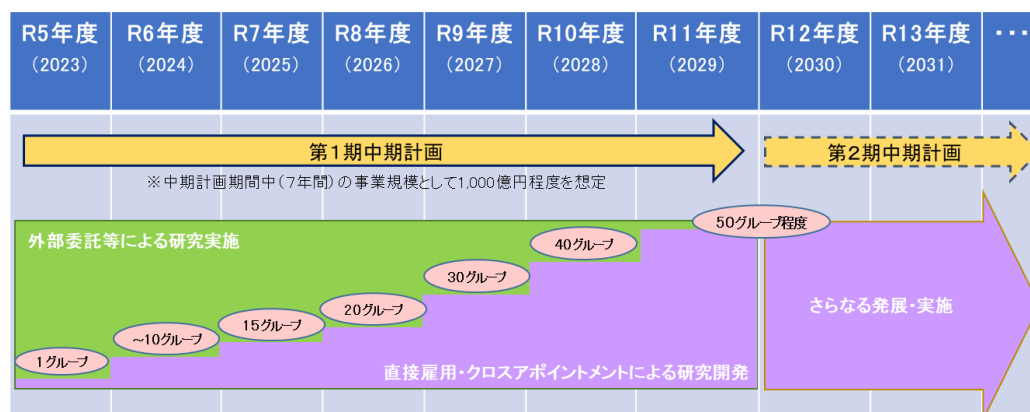 R5年度 R6年度 R7年度 R8年度 R9年度 R10年度 R11年度 R12年度 R13年度 ･･･
(2023) (2024) (2025) (2026) (2027) (2028) (2029) (2030) (2031)
第1期中期計画
第2期中期計画
※中期計画期間中(7年間)の事業規模として1,000億円程度を想定
外部委託等による研究実施
50グループ程度
40グループ
30グループ
20グループ
15グループ
～10グループ
1グループ
さらなる発展・実施
直接雇用・クロスアポイントメントによる研究開発